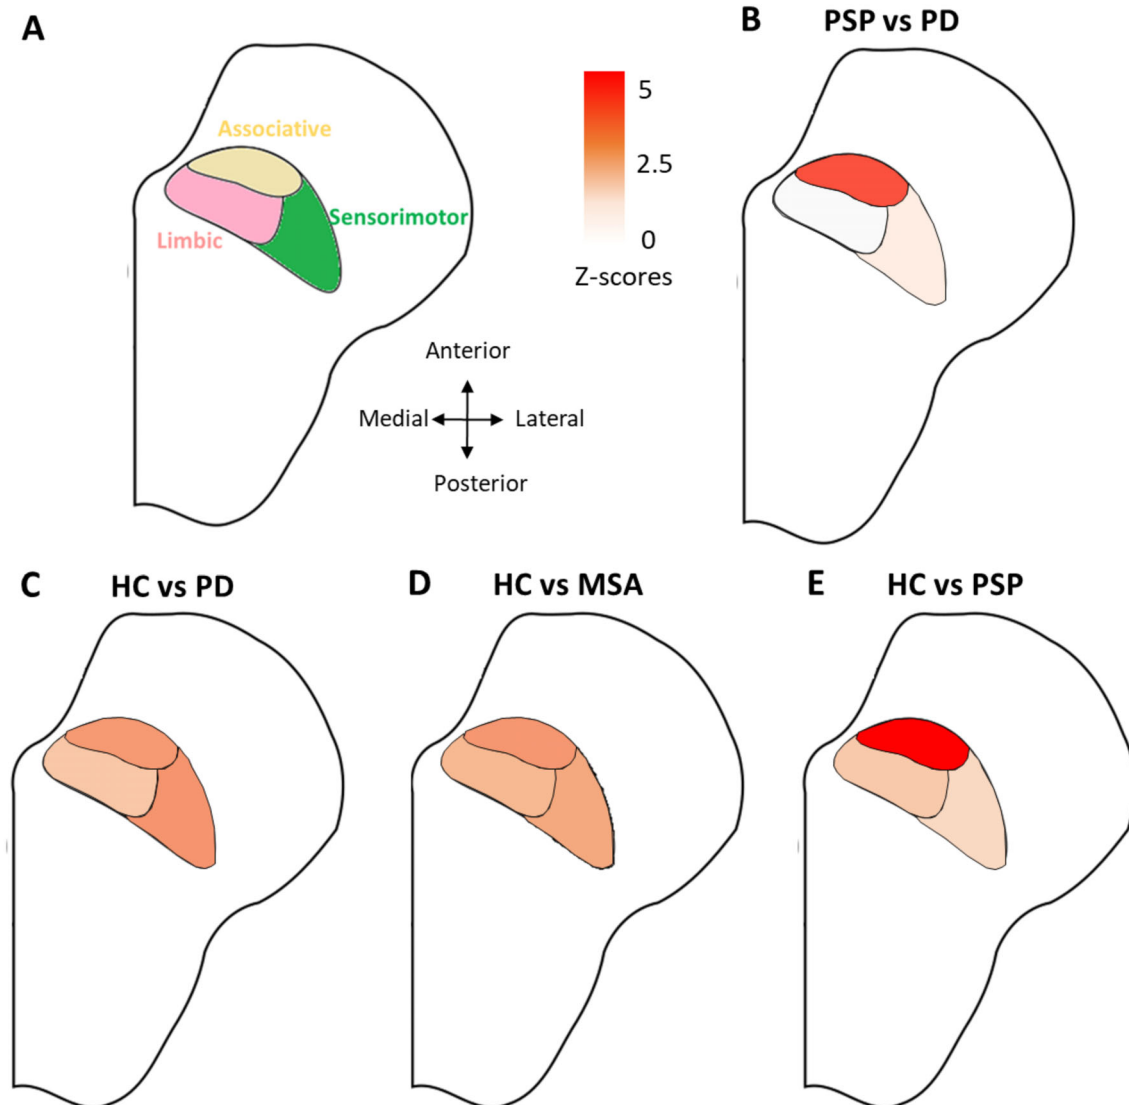 A
Associative
Sensorimotor
Limbic
5
2.5
0
Z-scores
Anterior
Medial
Lateral
Posterior
B
PSP vs PD
C
HC vs PD
D
HC vs MSA
E
HC vs PSP